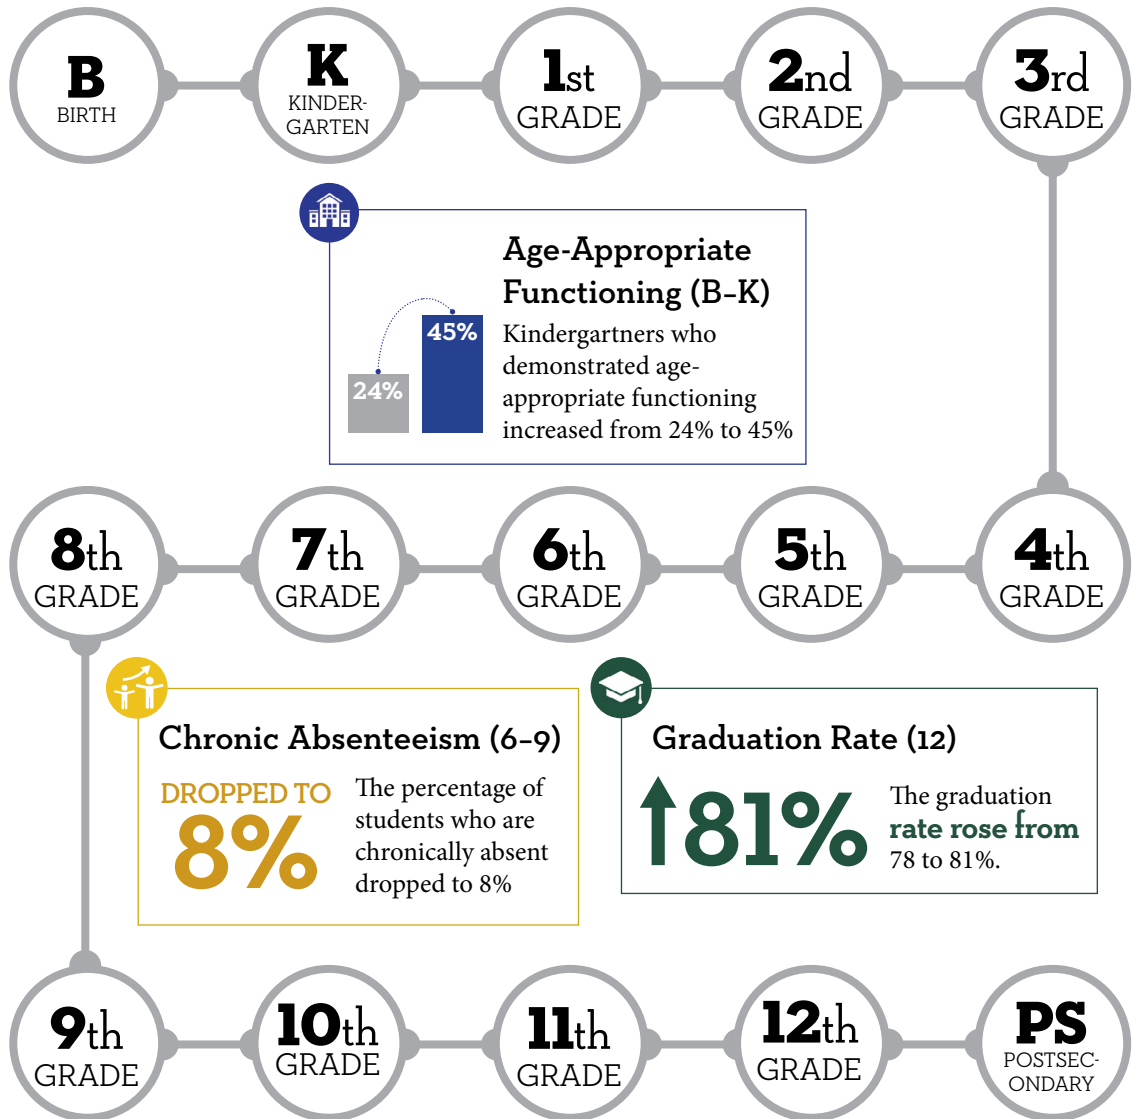 B
BIRTH
K
KINDER-
GARTEN
1st
GRADE
2nd
GRADE
3rd
GRADE
Age-Appropriate
Functioning (B–K)
24%
45%
Kindergartners who
demonstrated age-
appropriate functioning
increased from 24% to 45%
8th
GRADE
7th
GRADE
6th
GRADE
5th
GRADE
4th
GRADE
Chronic Absenteeism (6–9)
DROPPED TO
8%
The percentage of
students who are
chronically absent
dropped to 8%
Graduation Rate (12)
81%
The graduation
rate rose from
78 to 81%.
9th
GRADE
10th
GRADE
11th
GRADE
12th
GRADE
PS
POSTSEC-
ONDARY